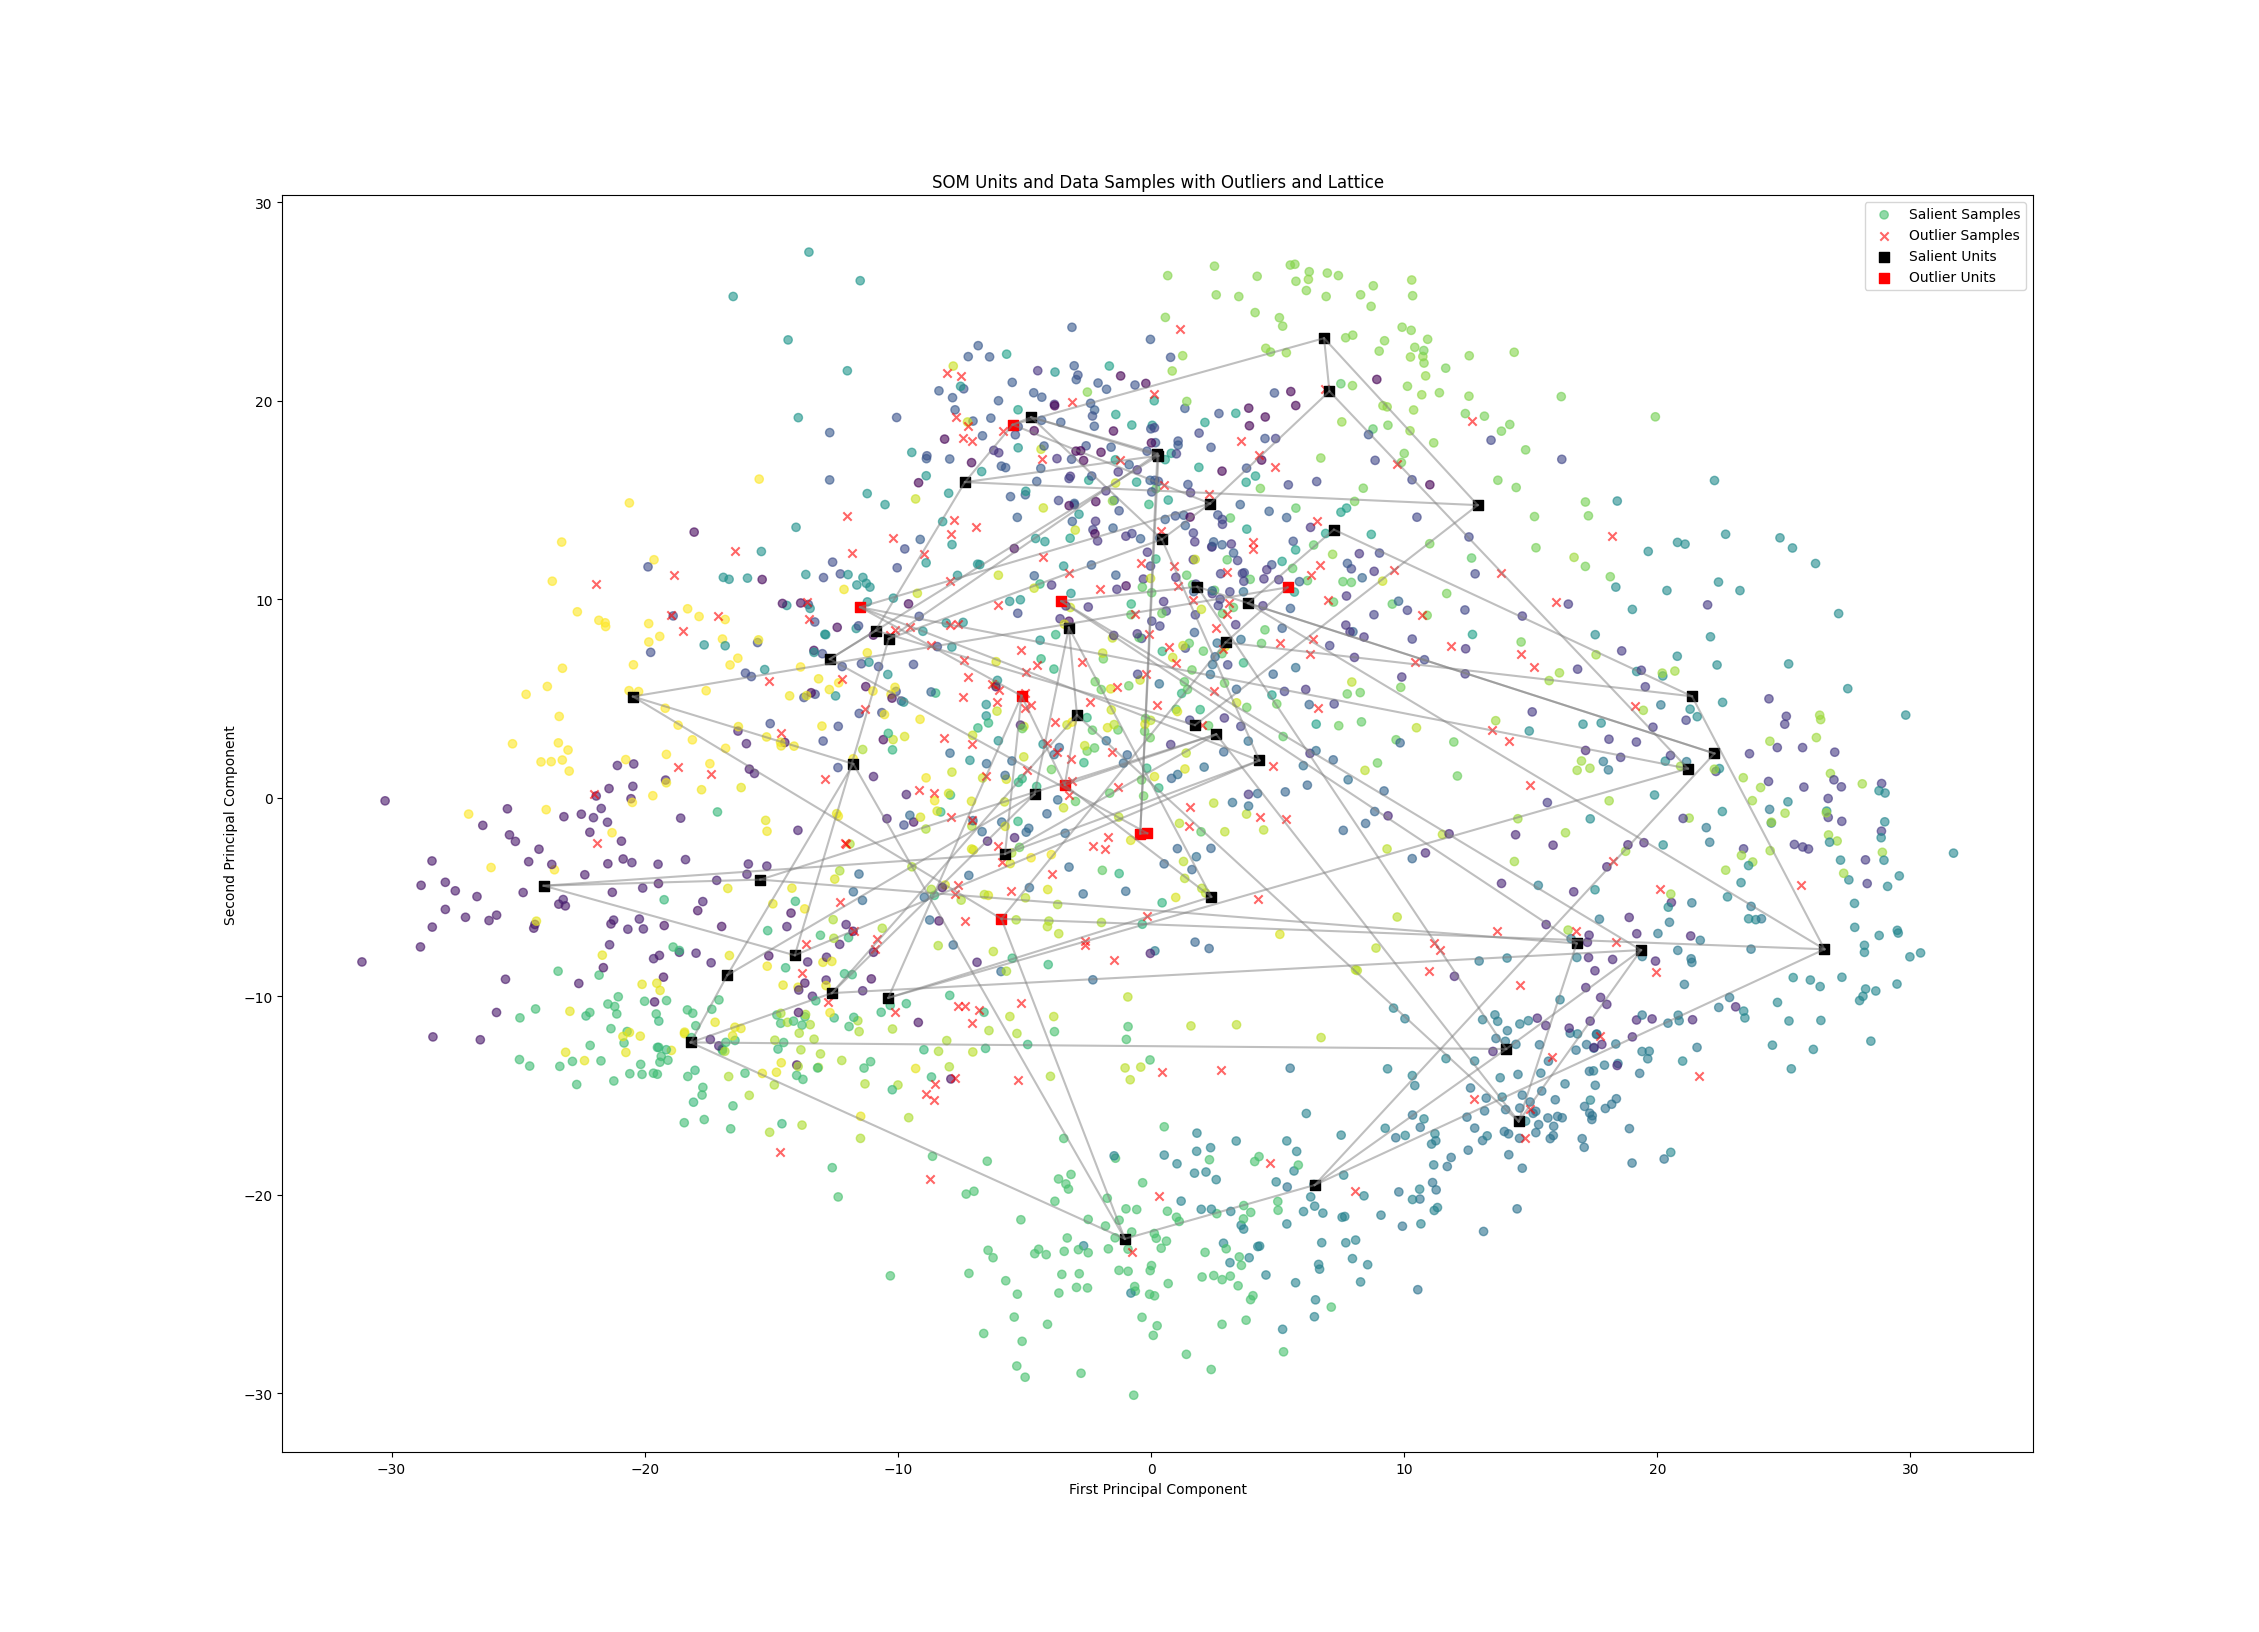 SOM Units and Data Samples with Outliers and Lattice
Salient Samples
Outlier Samples
Salient Units
Outlier Units
30
20
10
0
−10
−20
−30
Second Principal Component
−30
−20
−10
0
10
20
30
First Principal Component